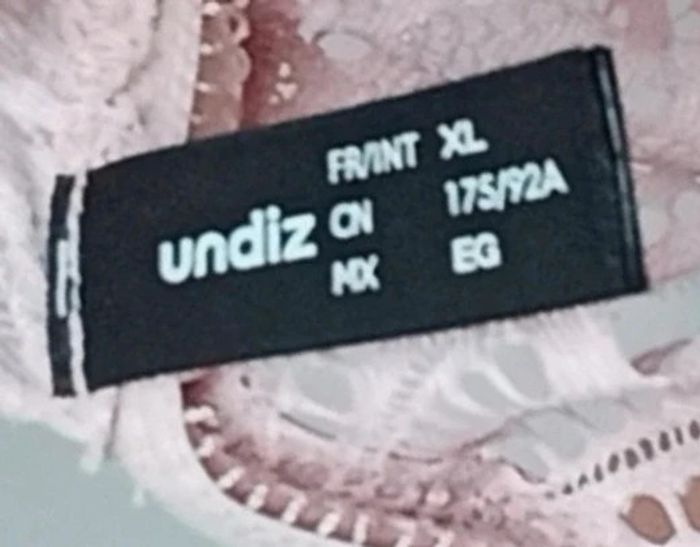 undiz
FR/INT XL
CN 175/92A
MX EG